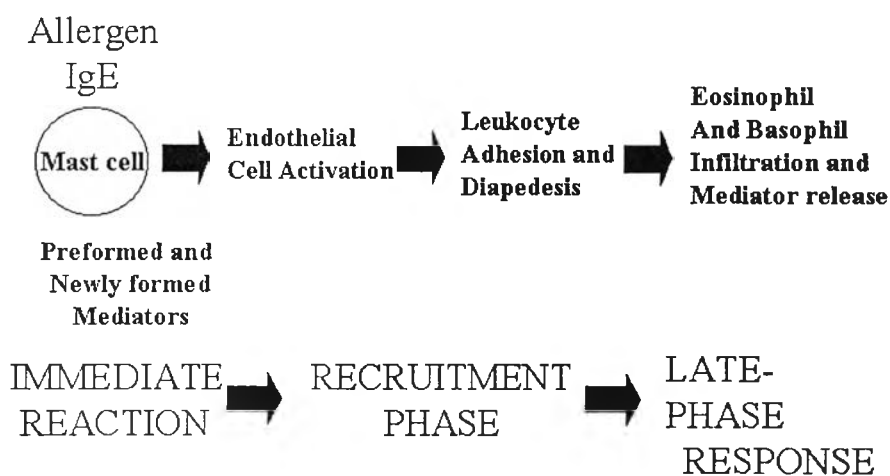 Allergen
IgE
Mast cell
Preformed and
Newly formed
Mediators
Endothelial
Cell Activation
Leukocyte
Adhesion and
Diapedesis
Eosinophil
And Basophil
Infiltration and
Mediator release
IMMEDIATE
REACTION
RECRUITMENT
PHASE
LATE-
PHASE
RESPONSE